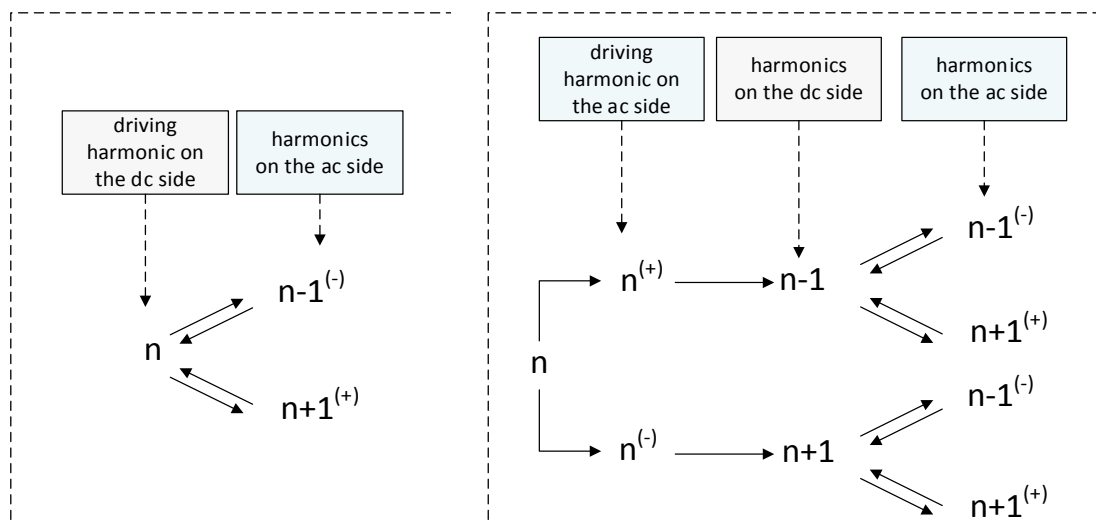 driving
harmonic on
the dc side
harmonics
on the ac side
n
n-1(-)
n+1(+)
driving
harmonic on
the ac side
harmonics
on the dc side
harmonics
on the ac side
n
n(+)
n-1
n-1(-)
n+1(+)
n(-)
n+1
n-1(-)
n+1(+)